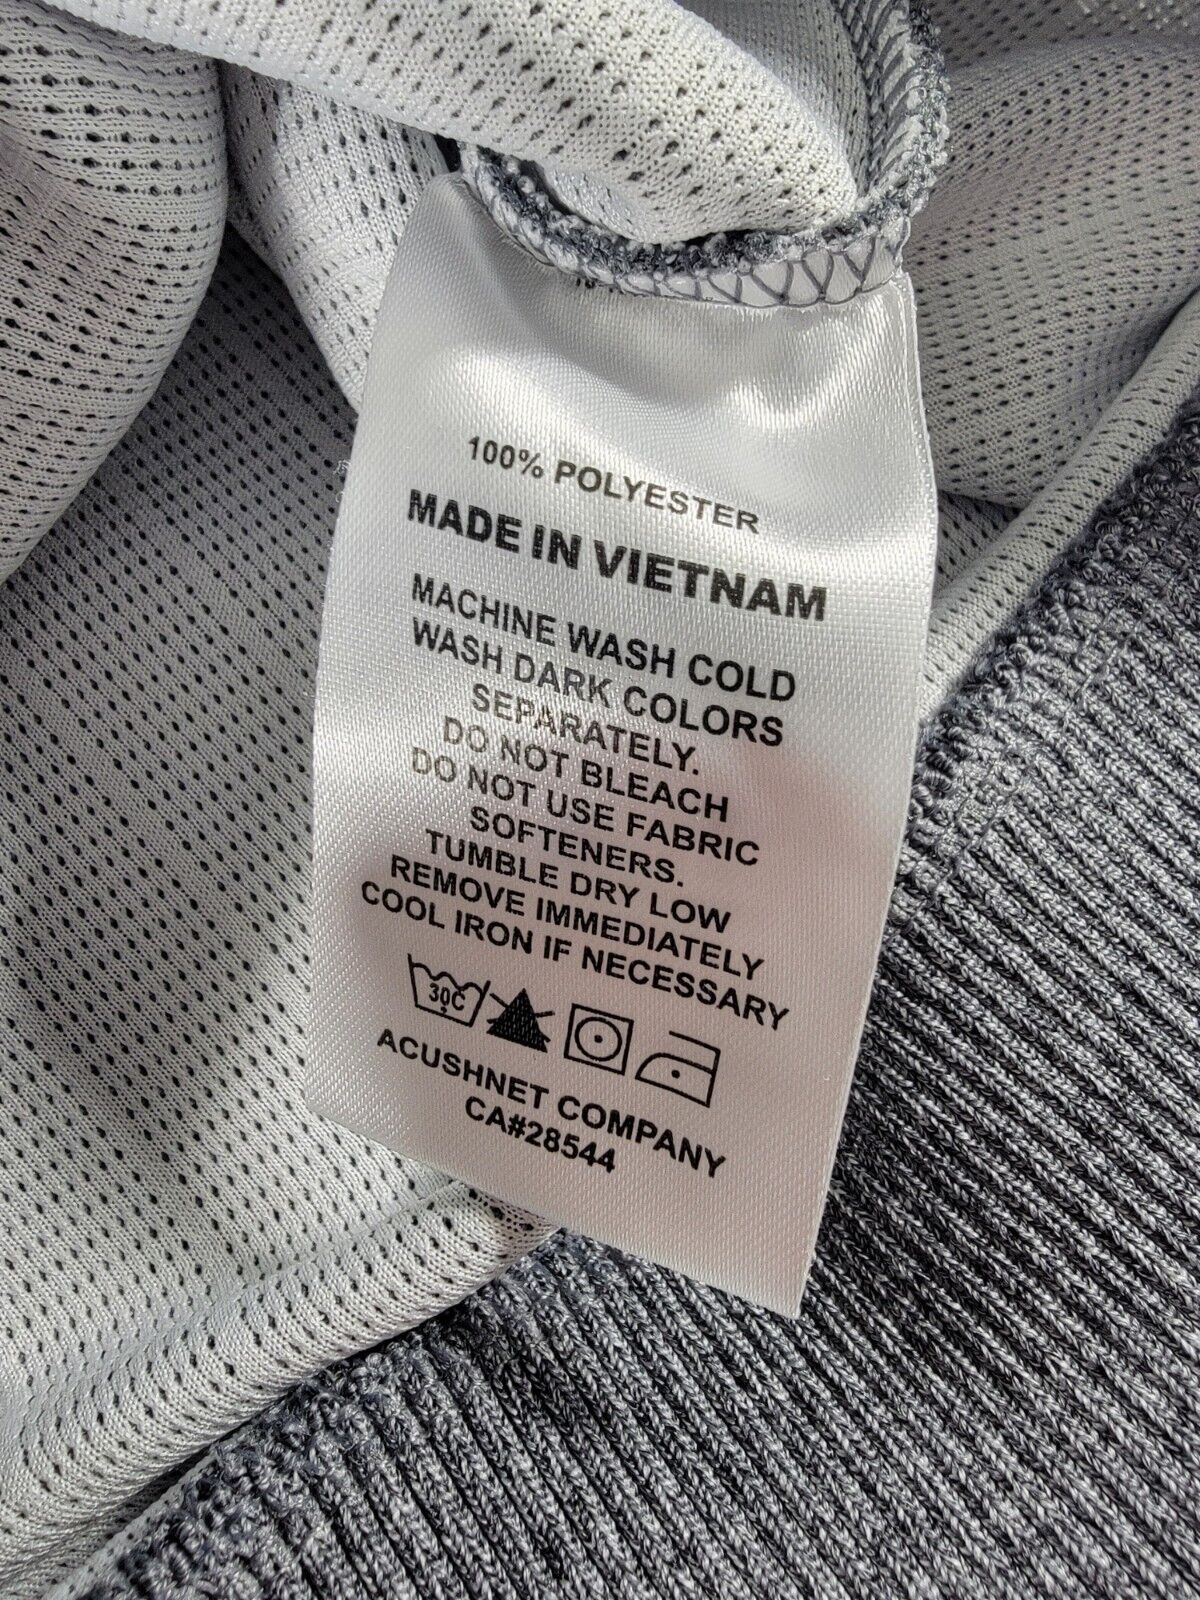 100% POLYESTER
MADE IN VIETNAM
MACHINE WASH COLD
WASH DARK COLORS
SEPARATELY.
DO NOT BLEACH
DO NOT USE FABRIC
SOFTENERS.
TUMBLE DRY LOW
REMOVE IMMEDIATELY
COOL IRON IF NECESSARY
30C
ACUSHNET COMPANY
CA#28544